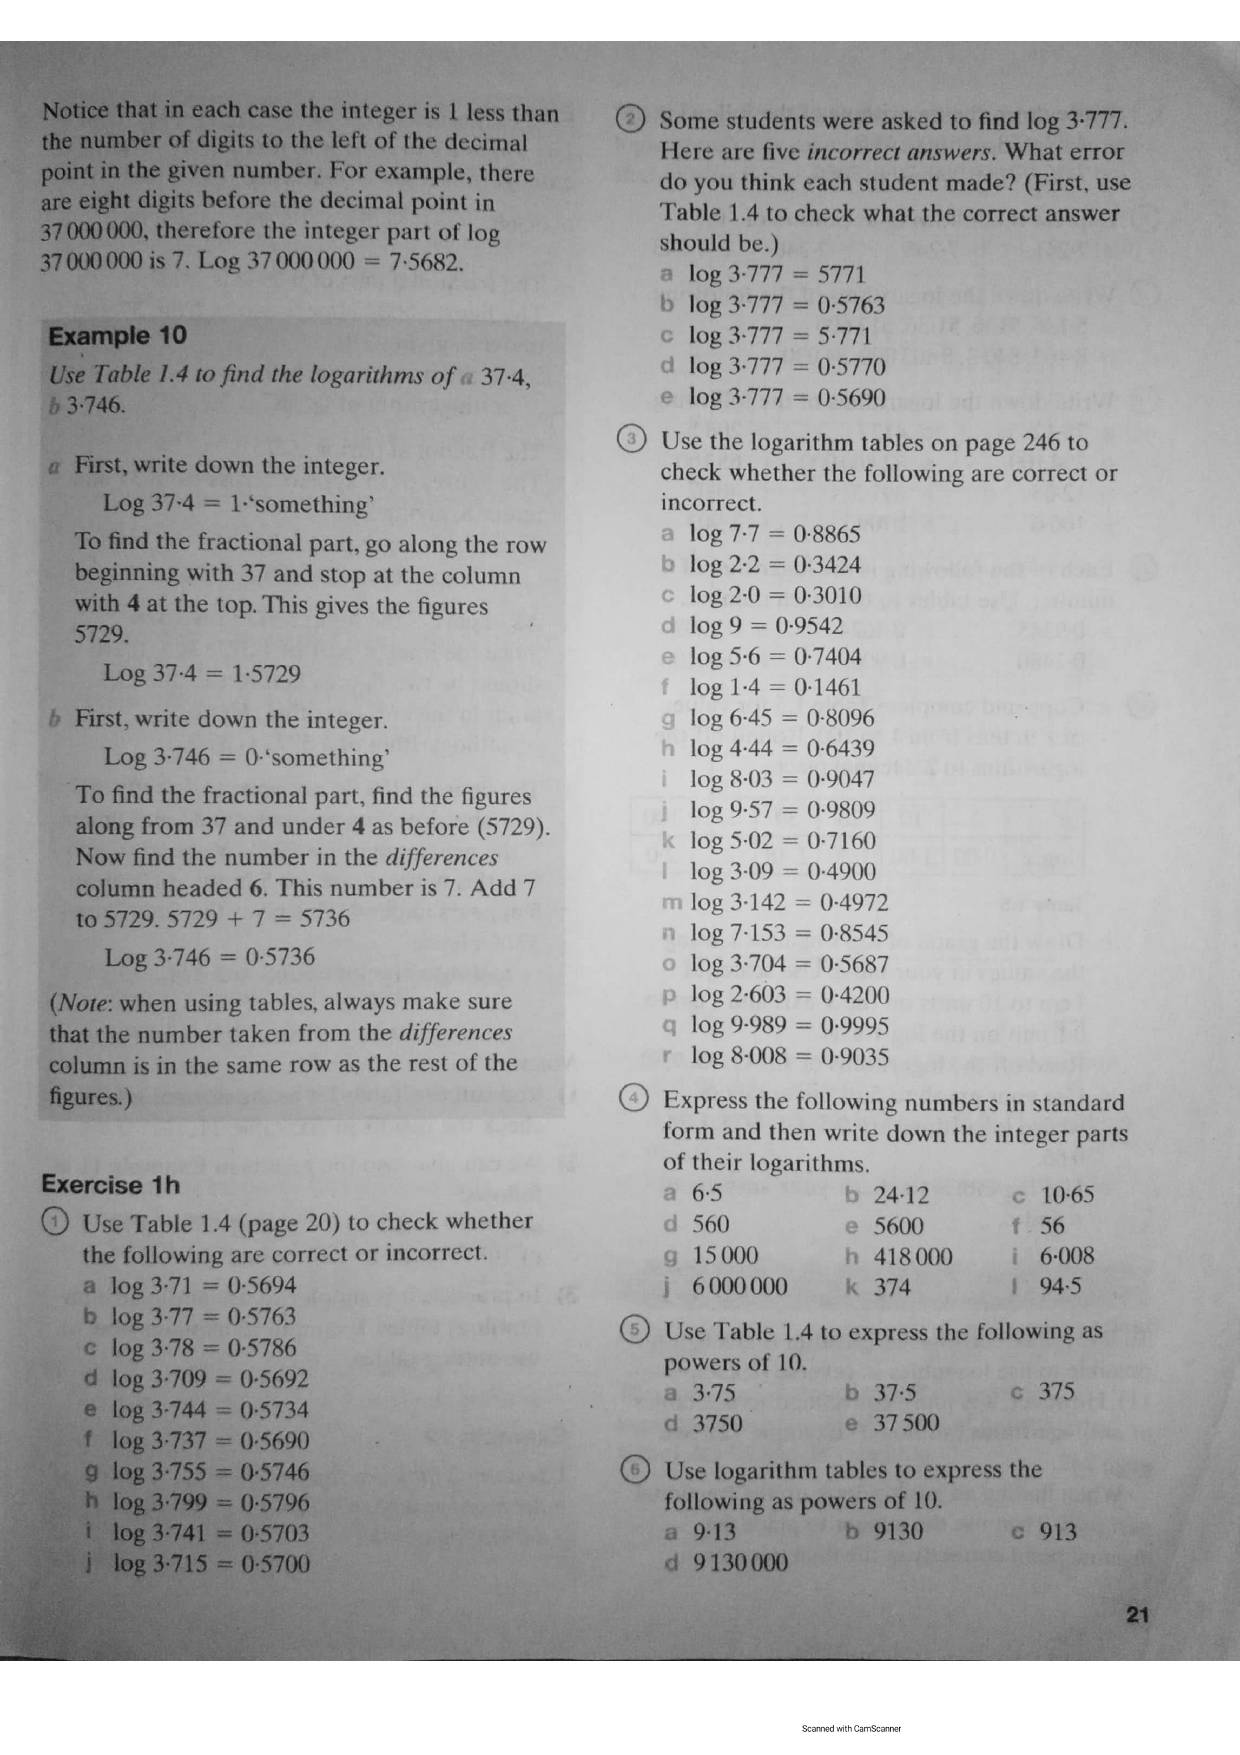 Notice that in each case the integer is 1 less than
the number of digits to the left of the decimal
point in the given number. For example, there
are eight digits before the decimal point in
37 000 000, therefore the integer part of log
37 000 000 is 7. Log 37 000 000 = 7·5682.
Example 10
Use Table 1.4 to find the logarithms of a 37·4,
b 3·746.
a First, write down the integer.
Log 37·4 = 1·‘something’
To find the fractional part, go along the row
beginning with 37 and stop at the column
with 4 at the top. This gives the figures
5729.
Log 37·4 = 1·5729
b First, write down the integer.
Log 3·746 = 0·‘something’
To find the fractional part, find the figures
along from 37 and under 4 as before (5729).
Now find the number in the differences
column headed 6. This number is 7. Add 7
to 5729. 5729 + 7 = 5736
Log 3·746 = 0·5736
(Note: when using tables, always make sure
that the number taken from the differences
column is in the same row as the rest of the
figures.)
Exercise 1h
1 Use Table 1.4 (page 20) to check whether
the following are correct or incorrect.
a log 3·71 = 0·5694
b log 3·77 = 0·5763
c log 3·78 = 0·5786
d log 3·709 = 0·5692
e log 3·744 = 0·5734
f log 3·737 = 0·5690
g log 3·755 = 0·5746
h log 3·799 = 0·5796
i log 3·741 = 0·5703
j log 3·715 = 0·5700
2 Some students were asked to find log 3·777.
Here are five incorrect answers. What error
do you think each student made? (First, use
Table 1.4 to check what the correct answer
should be.)
a log 3·777 = 5771
b log 3·777 = 0·5763
c log 3·777 = 5·771
d log 3·777 = 0·5770
e log 3·777 = 0·5690
3 Use the logarithm tables on page 246 to
check whether the following are correct or
incorrect.
a log 7·7 = 0·8865
b log 2·2 = 0·3424
c log 2·0 = 0·3010
d log 9 = 0·9542
e log 5·6 = 0·7404
f log 1·4 = 0·1461
g log 6·45 = 0·8096
h log 4·44 = 0·6439
i log 8·03 = 0·9047
j log 9·57 = 0·9809
k log 5·02 = 0·7160
l log 3·09 = 0·4900
m log 3·142 = 0·4972
n log 7·153 = 0·8545
o log 3·704 = 0·5687
p log 2·603 = 0·4200
q log 9·989 = 0·9995
r log 8·008 = 0·9035
4 Express the following numbers in standard
form and then write down the integer parts
of their logarithms.
a 6·5 b 24·12 c 10·65
d 560 e 5600 f 56
g 15 000 h 418 000 i 6·008
j 6 000 000 k 374 l 94·5
5 Use Table 1.4 to express the following as
powers of 10.
a 3·75 b 37·5 c 375
d 3750 e 37 500
6 Use logarithm tables to express the
following as powers of 10.
a 9·13 b 9130 c 913
d 9 130 000
21
Scanned with CamScanner